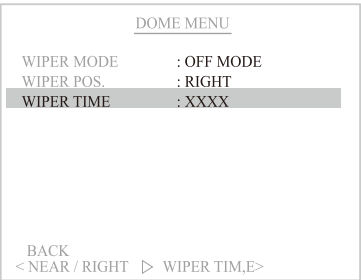 DOME MENU
WIPER MODE : OFF MODE
WIPER POS. : RIGHT
WIPER TIME : XXXX
BACK
< NEAR / RIGHT ▷ WIPER TIM,E>